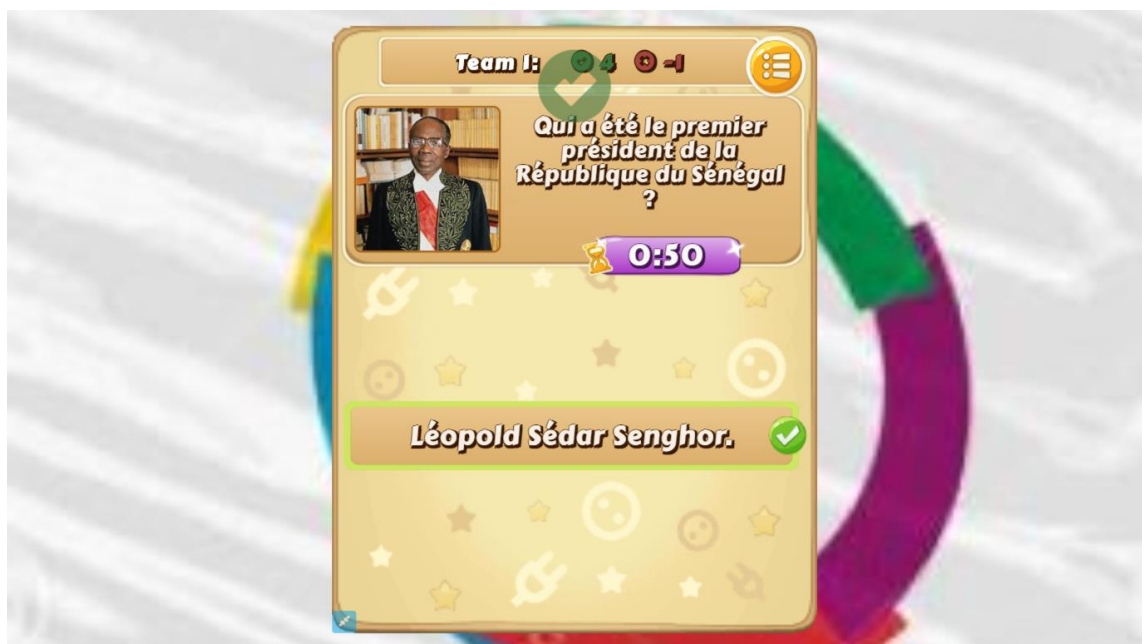 Team 1: 4 -1
Qui a été le premier
président de la
République du Sénégal
?
0:50
Léopold Sédar Senghor.